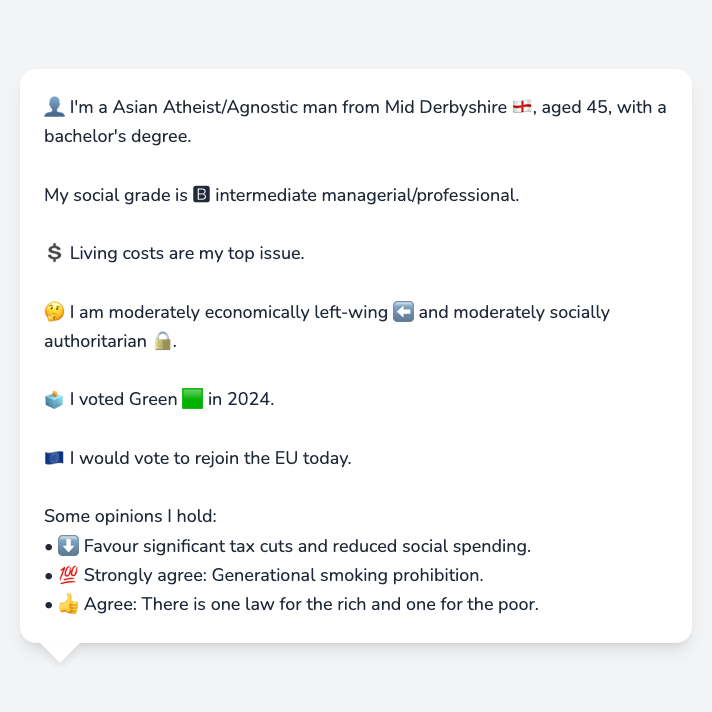 👤 I'm a Asian Atheist/Agnostic man from Mid Derbyshire 🏴󠁧󠁢󠁥󠁮󠁧󠁿, aged 45, with a
bachelor's degree.
My social grade is 🅱 intermediate managerial/professional.
💲 Living costs are my top issue.
🤔 I am moderately economically left-wing ⬅️ and moderately socially
authoritarian 🔒.
🗳️ I voted Green 🟩 in 2024.
🇪🇺 I would vote to rejoin the EU today.
Some opinions I hold:
• ⬇️ Favour significant tax cuts and reduced social spending.
• 💯 Strongly agree: Generational smoking prohibition.
• 👍 Agree: There is one law for the rich and one for the poor.